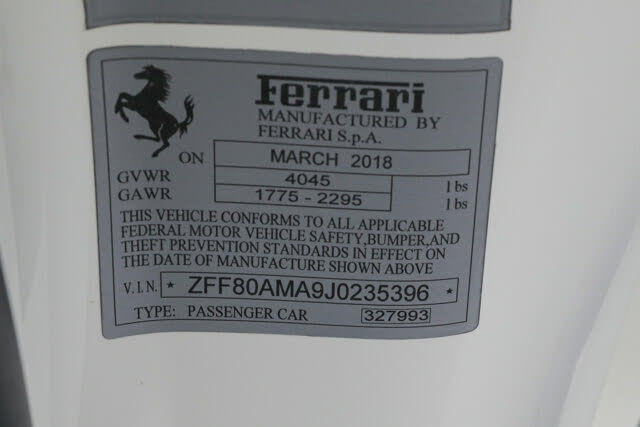 Ferrari
MANUFACTURED BY
FERRARI S.p.A.
ON MARCH 2018
GVWR 4045 lbs
GAWR 1775 - 2295 lbs
THIS VEHICLE CONFORMS TO ALL APPLICABLE
FEDERAL MOTOR VEHICLE SAFETY,BUMPER,AND
THEFT PREVENTION STANDARDS IN EFFECT ON
THE DATE OF MANUFACTURE SHOWN ABOVE
V.I.N. * ZFF80AMA9J0235396 *
TYPE: PASSENGER CAR 327993